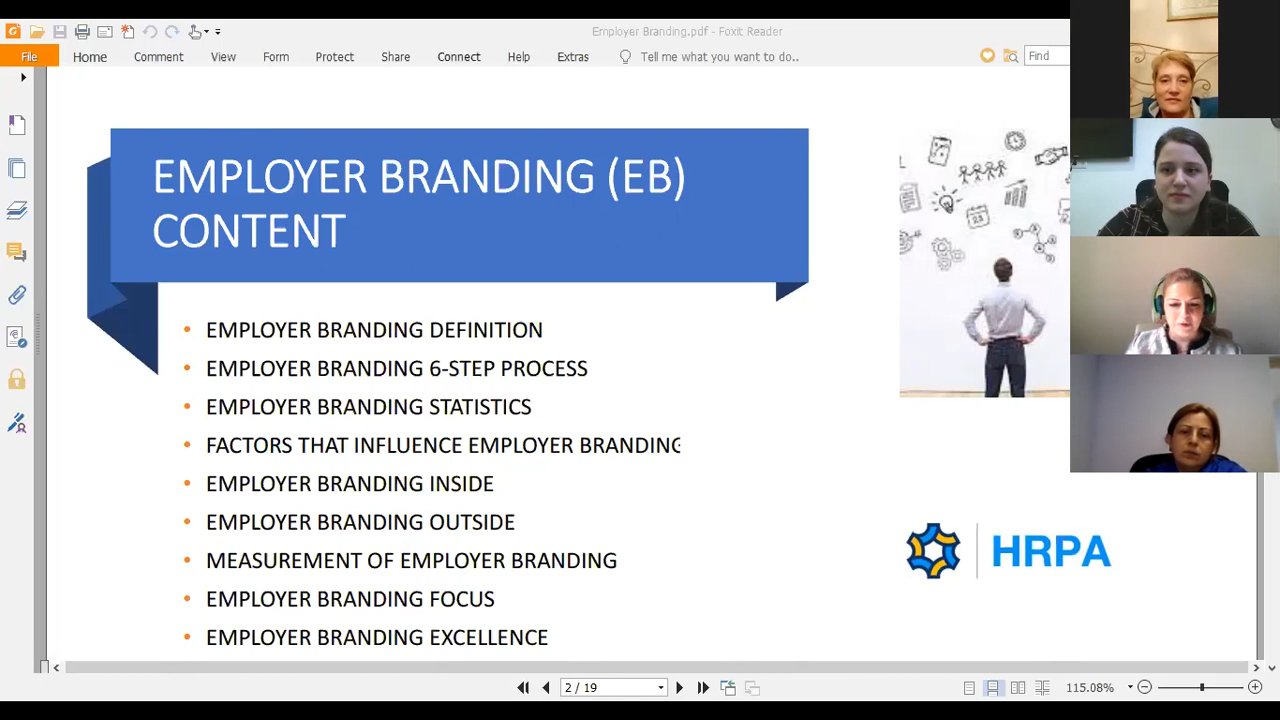 Employer Branding.pdf - Foxit Reader
File Home Comment View Form Protect Share Connect Help Extras Tell me what you want to do.. Find
EMPLOYER BRANDING (EB)
CONTENT
• EMPLOYER BRANDING DEFINITION
• EMPLOYER BRANDING 6-STEP PROCESS
• EMPLOYER BRANDING STATISTICS
• FACTORS THAT INFLUENCE EMPLOYER BRANDING
• EMPLOYER BRANDING INSIDE
• EMPLOYER BRANDING OUTSIDE
• MEASUREMENT OF EMPLOYER BRANDING
• EMPLOYER BRANDING FOCUS
• EMPLOYER BRANDING EXCELLENCE
HRPA
2 / 19
115.08%